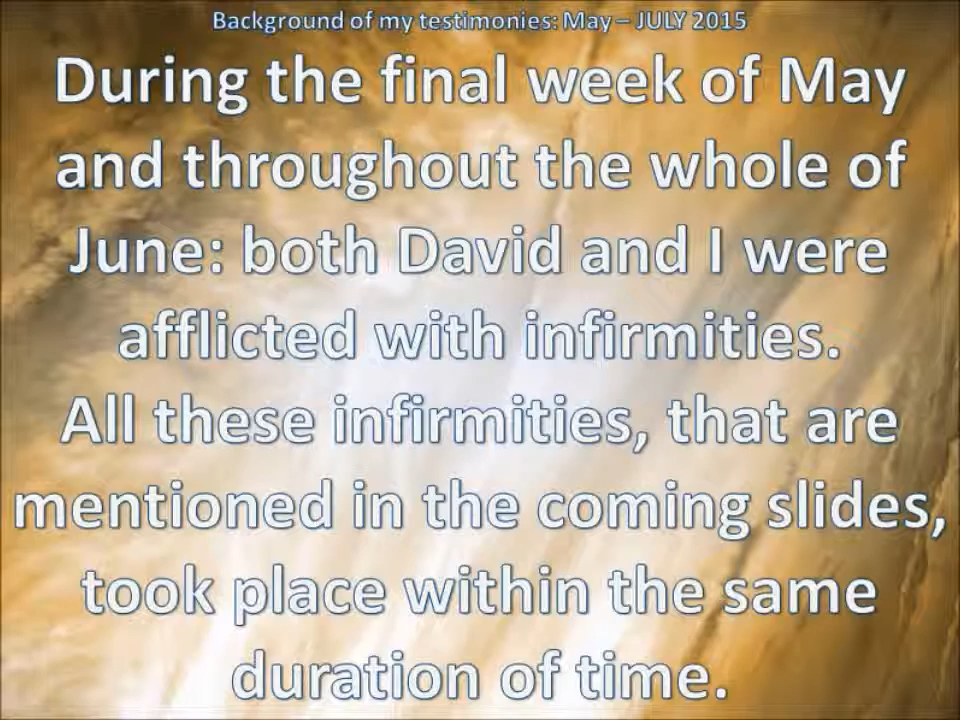 Background of my testimonies: May – JULY 2015
During the final week of May
and throughout the whole of
June: both David and I were
afflicted with infirmities.
All these infirmities, that are
mentioned in the coming slides,
took place within the same
duration of time.